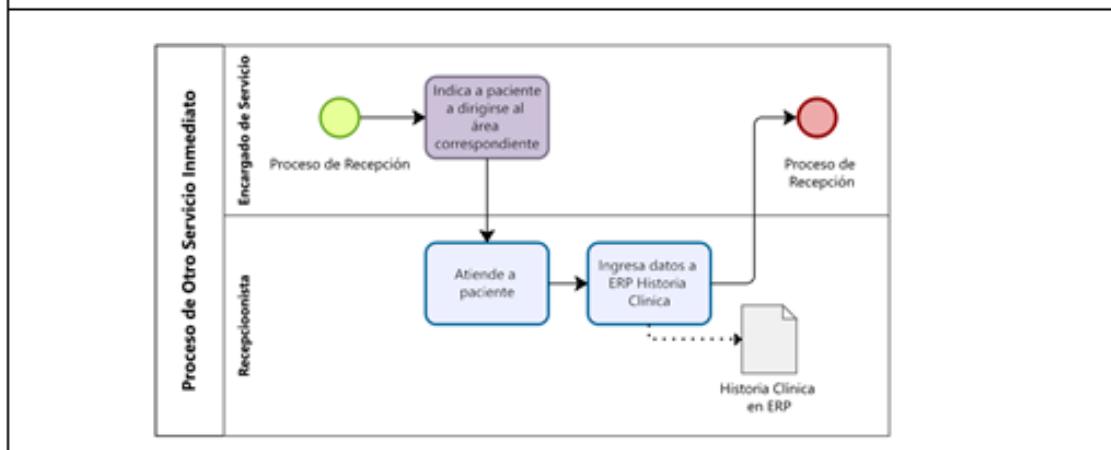 Proceso de Otro Servicio Inmediato
Encargado de Servicio
Proceso de Recepción
Indica a paciente
a dirigirse al
área
correspondiente
Proceso de
Recepción
Recepcioonista
Atiende a
paciente
Ingresa datos a
ERP Historia
Clínica
Historia Clínica
en ERP